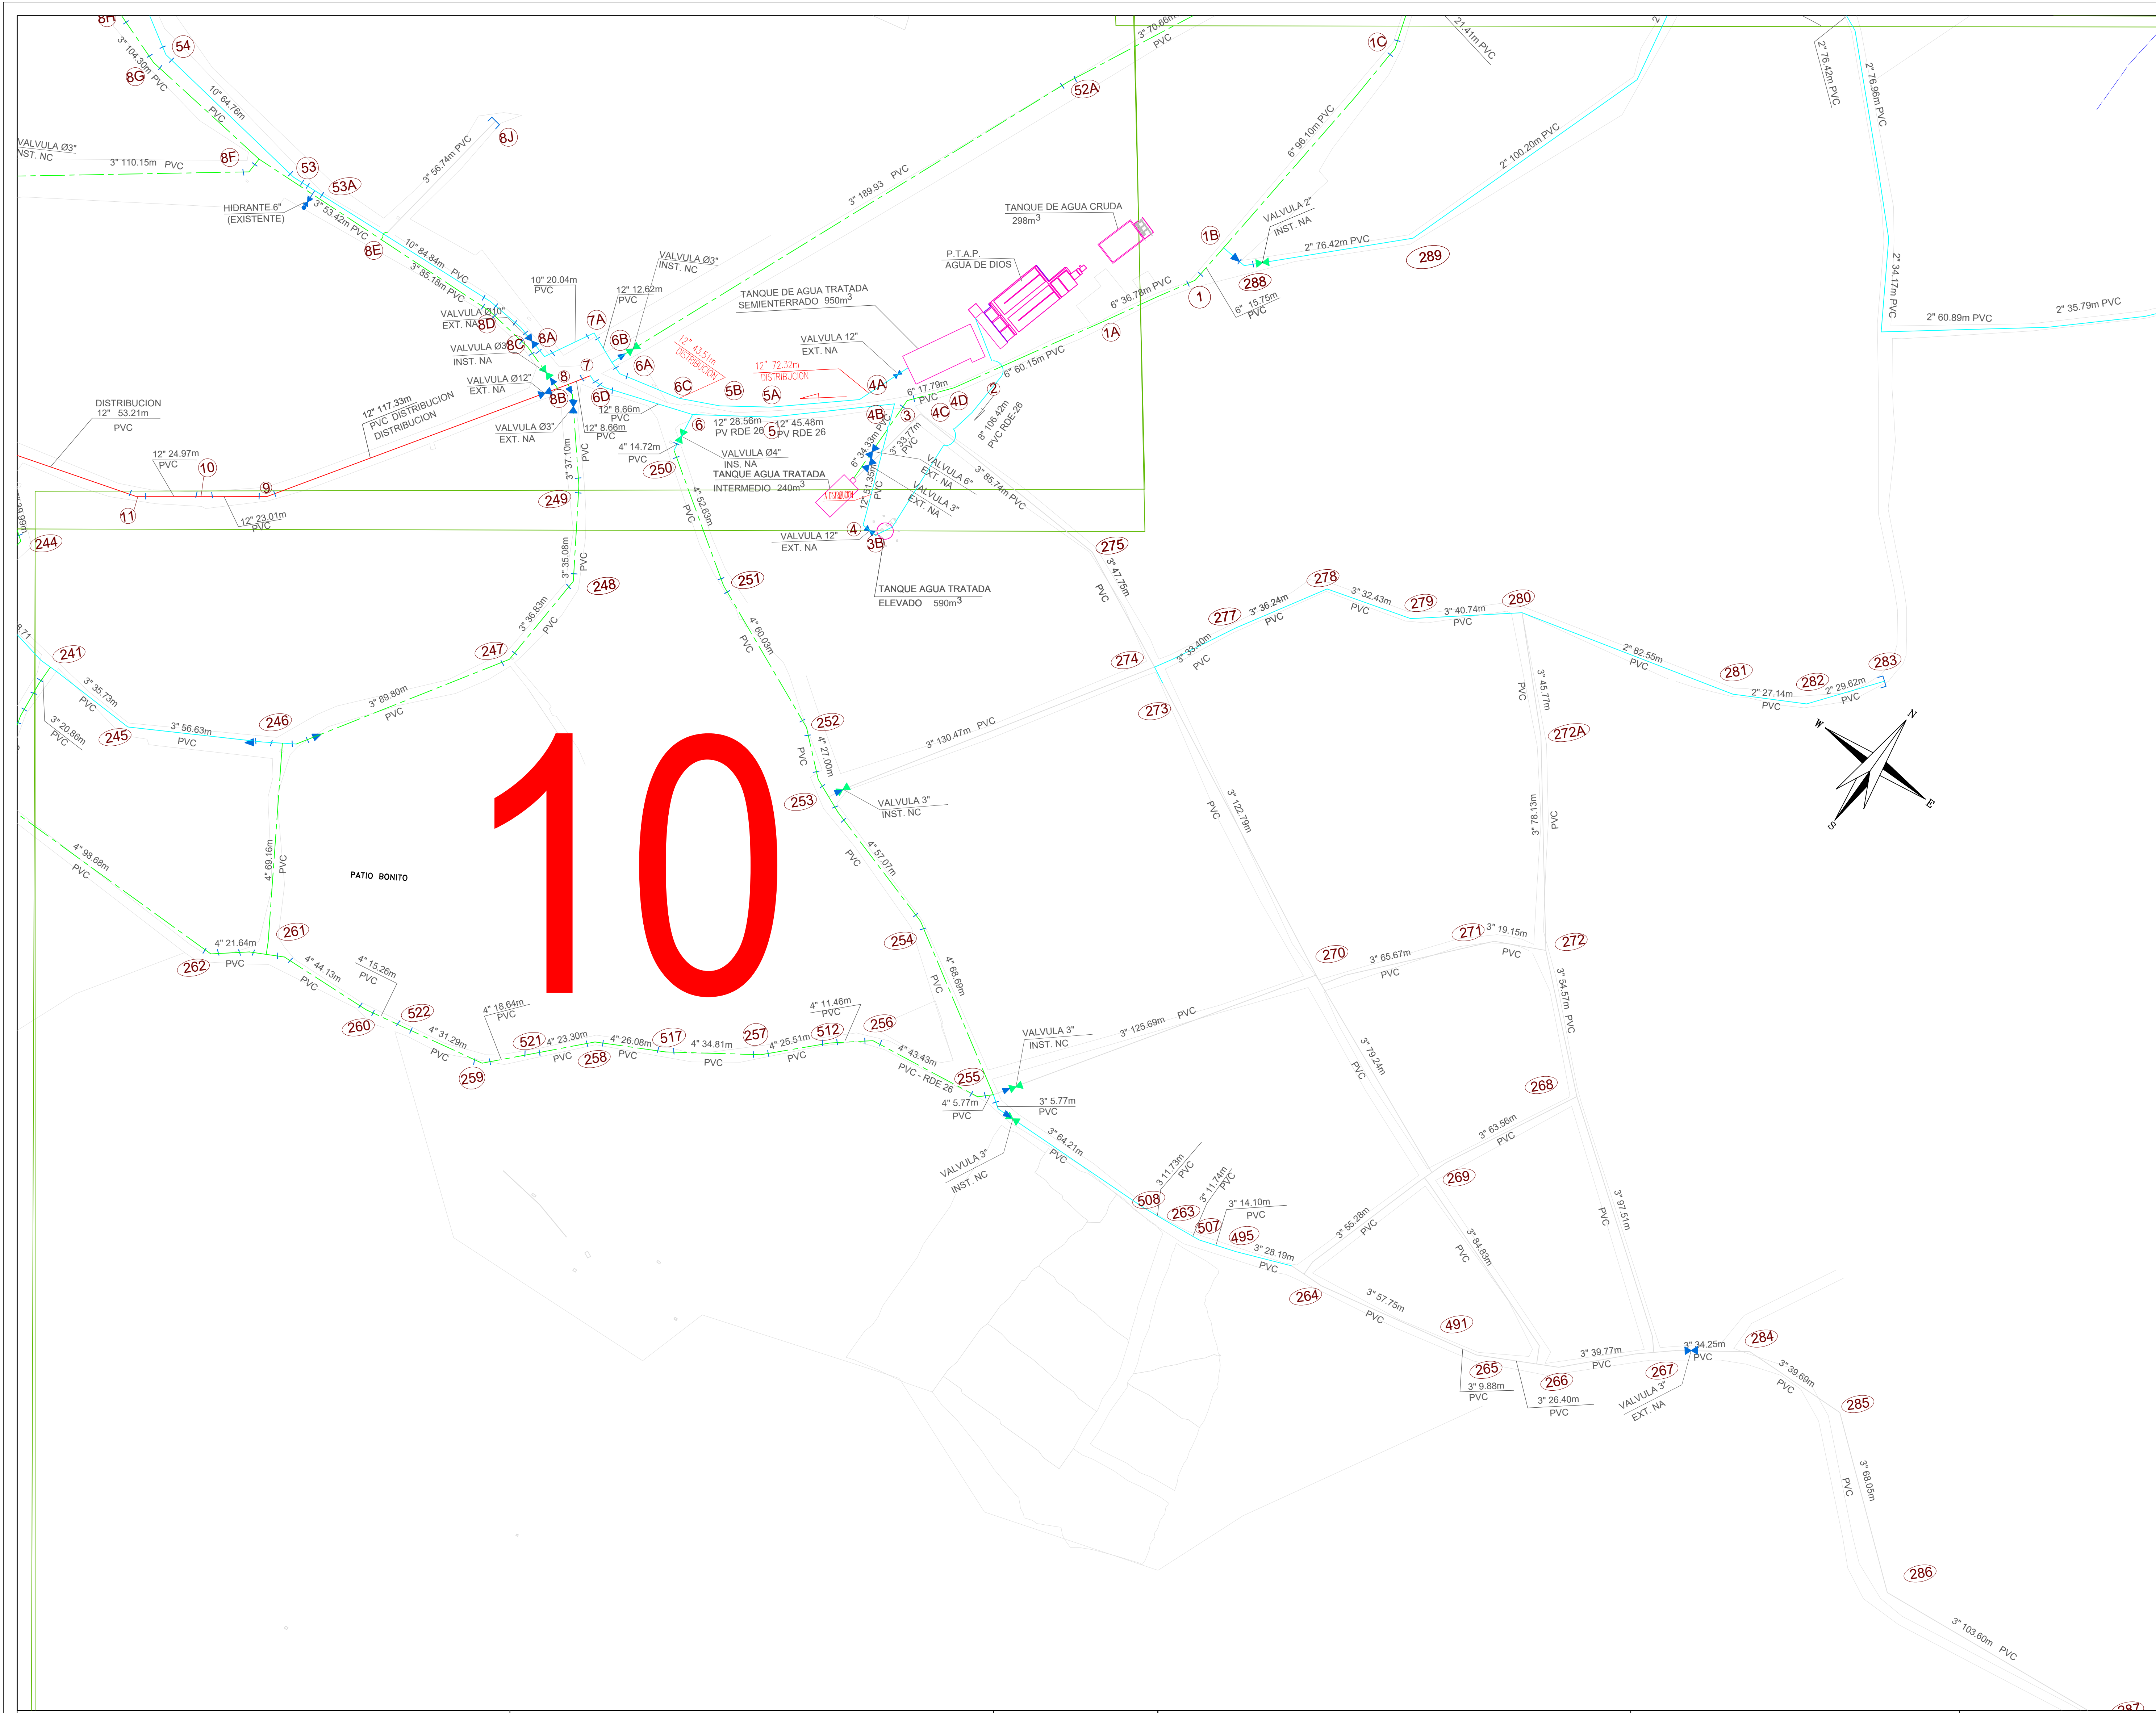 8H
54
3" 104.30m PVC
8G
PVC
10" 64.76m
VALVULA Ø3"
INST. NC
3" 110.15m PVC
8F
53
53A
HIDRANTE 6"
(EXISTENTE)
3" 53.42m PVC
3" 56.74m PVC
8J
8E
10" 84.84m PVC
3" 85.18m PVC
VALVULA Ø10"
EXT. NA
8D
10" 20.04m
PVC
12" 12.62m
PVC
VALVULA Ø3"
INST. NC
3" 189.93 PVC
3" 70.66m
PVC
52A
1C
21.41m PVC
6" 96.10m PVC
2" 100.20m PVC
2
2" 76.42m PVC
2" 76.96m PVC
TANQUE DE AGUA CRUDA
298m3
VALVULA 2"
INST. NA
1B
2" 76.42m PVC
289
288
P.T.A.P.
AGUA DE DIOS
TANQUE DE AGUA TRATADA
SEMIENTERRADO 950m3
6" 36.78m PVC
1
6" 15.75m
PVC
1A
2" 34.17m PVC
2" 60.89m PVC
2" 35.79m PVC
8A
7A
6B
6A
8C
VALVULA Ø3"
INST. NA
VALVULA Ø12"
EXT. NA
8
7
8B
6D
12" 43.51m
DISTRIBUCION
12" 72.32m
DISTRIBUCION
VALVULA 12"
EXT. NA
6C
5B
5A
4A
6" 17.79m
PVC
6" 60.15m PVC
2
4B
3
4C
4D
8" 106.42m
PVC RDE-26
DISTRIBUCION
12" 53.21m
PVC
12" 117.33m
PVC DISTRIBUCION
DISTRIBUCION
12" 8.66m
PVC
12" 8.66m
PVC
VALVULA Ø3"
EXT. NA
6
12" 28.56m
PV RDE 26
5
12" 45.48m
PV RDE 26
4" 14.72m
PVC
VALVULA Ø4"
INS. NA
250
6" 34.33m PVC
3" 33.77m
PVC
VALVULA 6"
EXT. NA
VALVULA 3"
EXT. NA
3" 85.74m PVC
TANQUE AGUA TRATADA
INTERMEDIO 240m3
12" 51.35m
PVC
12" 24.97m
PVC
10
9
11
12" 23.01m
PVC
3" 37.10m
PVC
249
4" 52.63m
PVC
4
VALVULA 12"
EXT. NA
3B
TANQUE AGUA TRATADA
ELEVADO 590m3
275
3" 47.75m
PVC
244
3" 35.08m
PVC
248
251
3" 36.83m
PVC
4" 60.03m
PVC
278
277
3" 36.24m
PVC
3" 32.43m
PVC
279
3" 40.74m
PVC
280
274
3" 33.40m
PVC
273
2" 82.55m
PVC
281
2" 27.14m
PVC
282
2" 29.62m
PVC
283
8.71
241
3" 35.73m
PVC
3" 20.86m
PVC
245
3" 56.63m
PVC
246
3" 89.80m
PVC
247
252
4" 27.00m
PVC
3" 130.47m PVC
253
VALVULA 3"
INST. NC
3" 45.77m
PVC
272A
N
W
E
S
3" 122.79m
PVC
3" 78.13m
PVC
10
4" 98.68m
PVC
4" 69.16m
PVC
PATIO BONITO
4" 57.07m
PVC
254
4" 68.69m
PVC
262
4" 21.64m
PVC
261
4" 44.13m
PVC
4" 15.26m
PVC
260
522
4" 31.29m
PVC
259
4" 18.64m
PVC
521
4" 23.30m
PVC
258
4" 26.08m
PVC
517
4" 34.81m
PVC
257
4" 25.51m
PVC
512
4" 11.46m
PVC
256
4" 43.43m
PVC - RDE 26
255
4" 5.77m
PVC
3" 5.77m
PVC
VALVULA 3"
INST. NC
3" 125.69m PVC
270
3" 65.67m
PVC
271
3" 19.15m
PVC
272
3" 54.57m PVC
3" 79.24m
PVC
268
3" 63.56m
PVC
269
VALVULA 3"
INST. NC
3" 64.21m
PVC
508
3 11.73m
PVC
263
3" 11.74m
PVC
507
3" 14.10m
PVC
495
3" 28.19m
PVC
264
3" 55.28m
PVC
3" 84.83m
PVC
3" 97.51m
PVC
3" 57.75m
PVC
491
265
3" 9.88m
PVC
3" 26.40m
PVC
266
3" 39.77m
PVC
267
VALVULA 3"
EXT. NA
3" 34.25m
PVC
284
3" 39.69m
PVC
285
3" 68.05m
PVC
286
3" 103.60m PVC
287